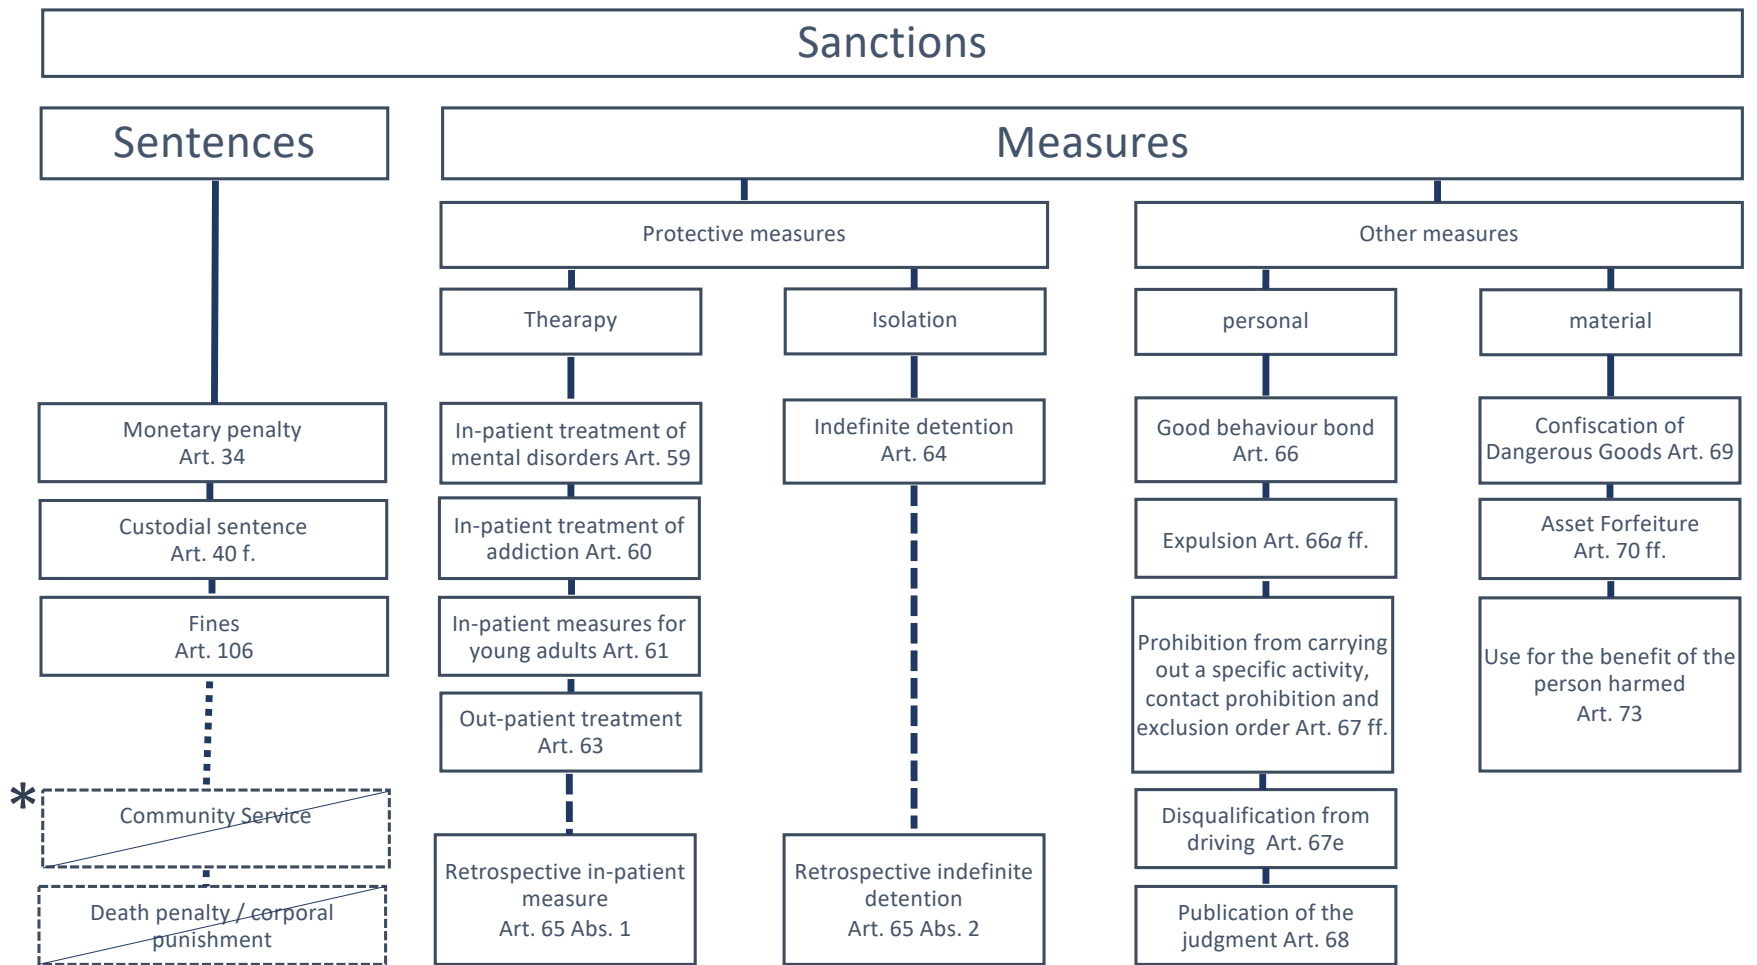 Sanctions
Sentences
Measures
Protective measures
Other measures
Thearapy
Isolation
personal
material
Monetary penalty
Art. 34
Custodial sentence
Art. 40 f.
Fines
Art. 106
*
Community Service
Death penalty / corporal
punishment
In-patient treatment of
mental disorders Art. 59
In-patient treatment of
addiction Art. 60
In-patient measures for
young adults Art. 61
Out-patient treatment
Art. 63
Retrospective in-patient
measure
Art. 65 Abs. 1
Indefinite detention
Art. 64
Retrospective indefinite
detention
Art. 65 Abs. 2
Good behaviour bond
Art. 66
Expulsion Art. 66a ff.
Prohibition from carrying
out a specific activity,
contact prohibition and
exclusion order Art. 67 ff.
Disqualification from
driving Art. 67e
Publication of the
judgment Art. 68
Confiscation of
Dangerous Goods Art. 69
Asset Forfeiture
Art. 70 ff.
Use for the benefit of the
person harmed
Art. 73